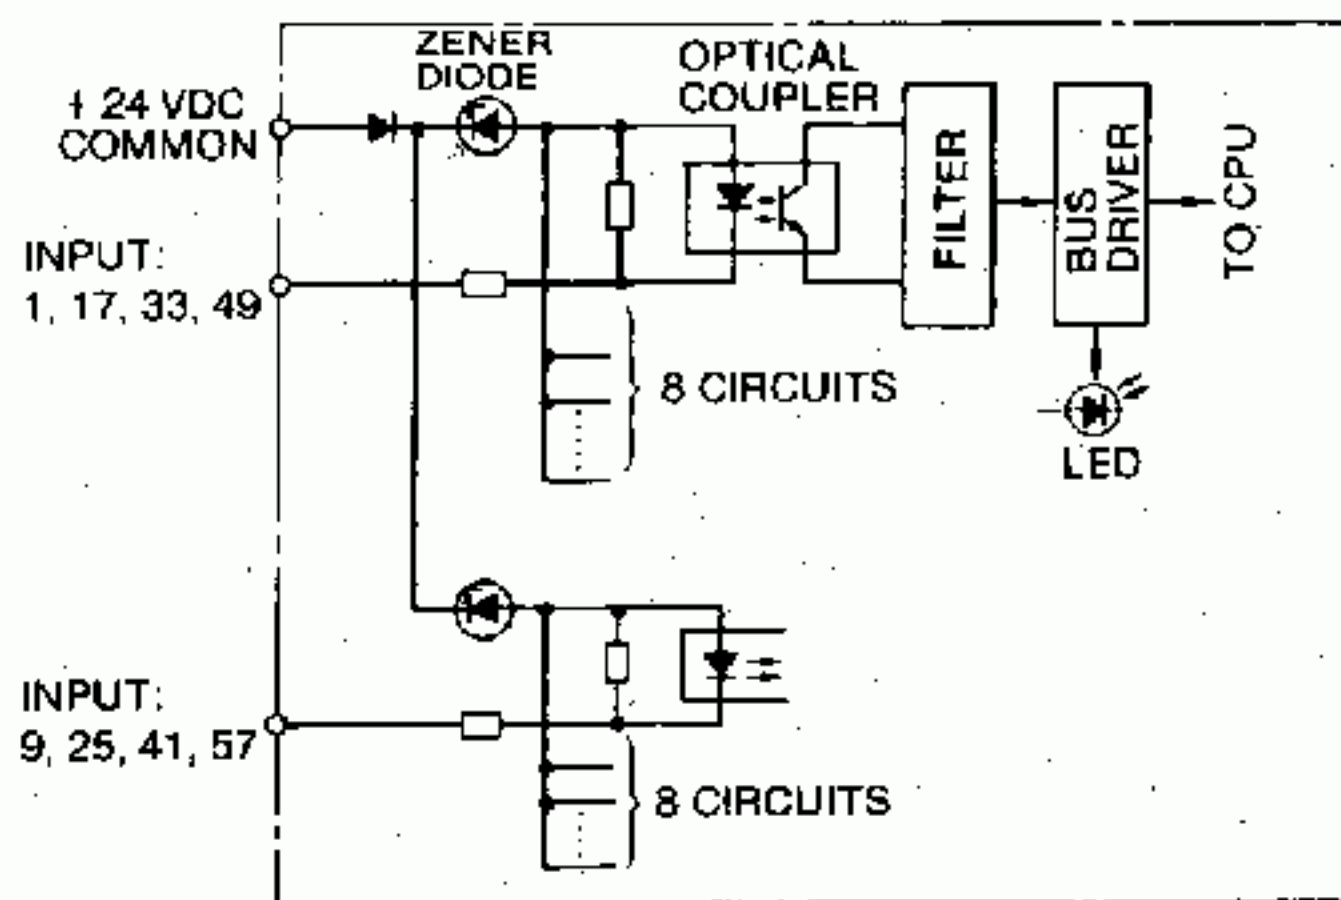 ZENER
DIODE
OPTICAL
COUPLER
+ 24 VDC
COMMON
INPUT:
1, 17, 33, 49
FILTER
BUS
DRIVER
TO CPU
8 CIRCUITS
LED
INPUT:
9, 25, 41, 57
8 CIRCUITS